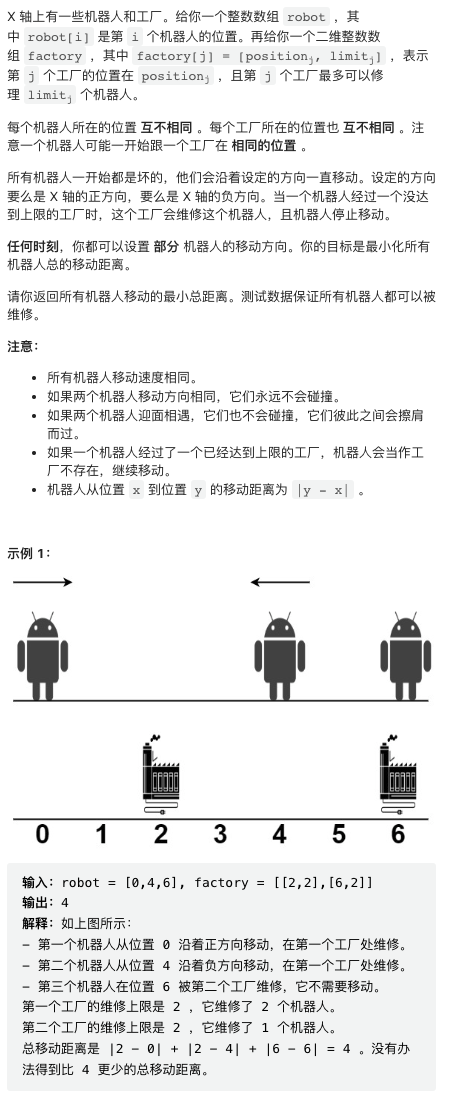 X 轴上有一些机器人和工厂。给你一个整数数组 robot ，其
中 robot[i] 是第 i 个机器人的位置。再给你一个二维整数数
组 factory ，其中 factory[j] = [positionj, limitj] ，表示
第 j 个工厂的位置在 positionj ，且第 j 个工厂最多可以修
理 limitj 个机器人。
每个机器人所在的位置 互不相同 。每个工厂所在的位置也 互不相同 。注
意一个机器人可能一开始跟一个工厂在 相同的位置 。
所有机器人一开始都是坏的，他们会沿着设定的方向一直移动。设定的方向
要么是 X 轴的正方向，要么是 X 轴的负方向。当一个机器人经过一个没达
到上限的工厂时，这个工厂会维修这个机器人，且机器人停止移动。
任何时刻，你都可以设置 部分 机器人的移动方向。你的目标是最小化所有
机器人总的移动距离。
请你返回所有机器人移动的最小总距离。测试数据保证所有机器人都可以被
维修。
注意：
• 所有机器人移动速度相同。
• 如果两个机器人移动方向相同，它们永远不会碰撞。
• 如果两个机器人迎面相遇，它们也不会碰撞，它们彼此之间会擦肩
而过。
• 如果一个机器人经过了一个已经达到上限的工厂，机器人会当作工
厂不存在，继续移动。
• 机器人从位置 x 到位置 y 的移动距离为 |y - x| 。
示例 1：
0 1 2 3 4 5 6
输入：robot = [0,4,6], factory = [[2,2],[6,2]]
输出：4
解释：如上图所示：
- 第一个机器人从位置 0 沿着正方向移动，在第一个工厂处维修。
- 第二个机器人从位置 4 沿着负方向移动，在第一个工厂处维修。
- 第三个机器人在位置 6 被第二个工厂维修，它不需要移动。
第一个工厂的维修上限是 2 ，它维修了 2 个机器人。
第二个工厂的维修上限是 2 ，它维修了 1 个机器人。
总移动距离是 |2 - 0| + |2 - 4| + |6 - 6| = 4 。没有办
法得到比 4 更少的总移动距离。